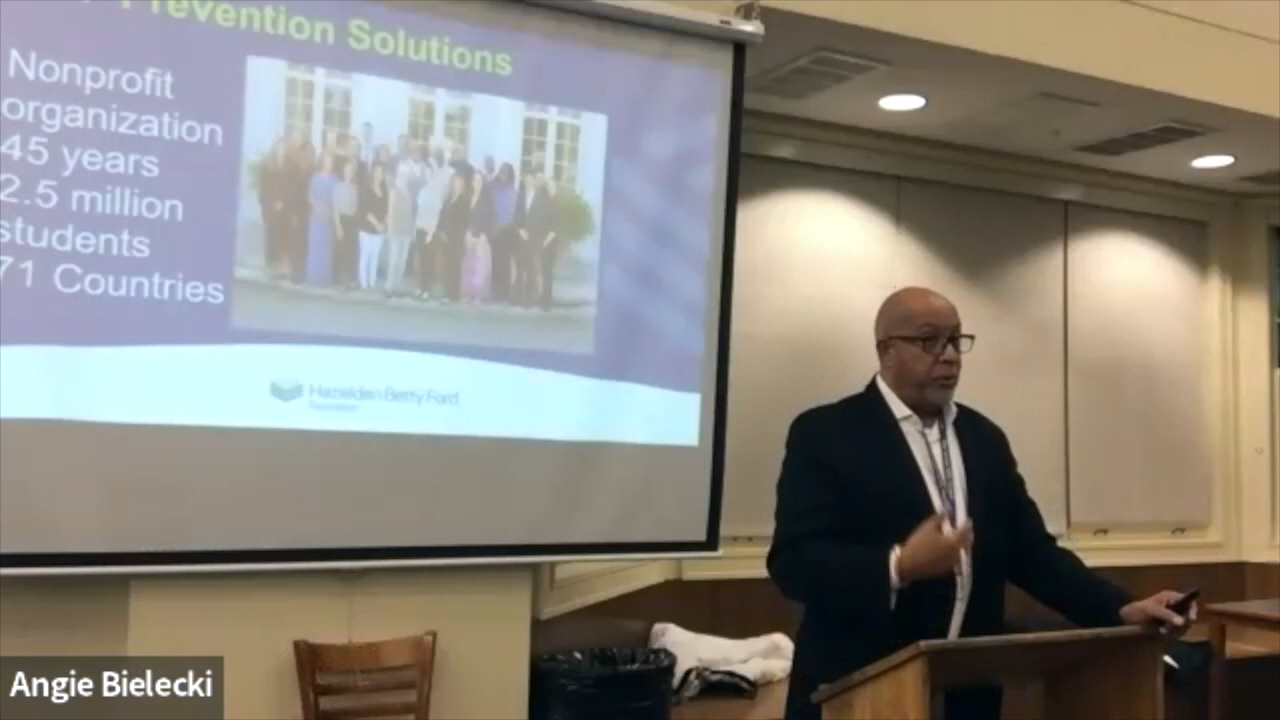 Prevention Solutions
Nonprofit
organization
45 years
2.5 million
students
71 Countries
Hazelden Betty Ford
Foundation
Angie Bielecki